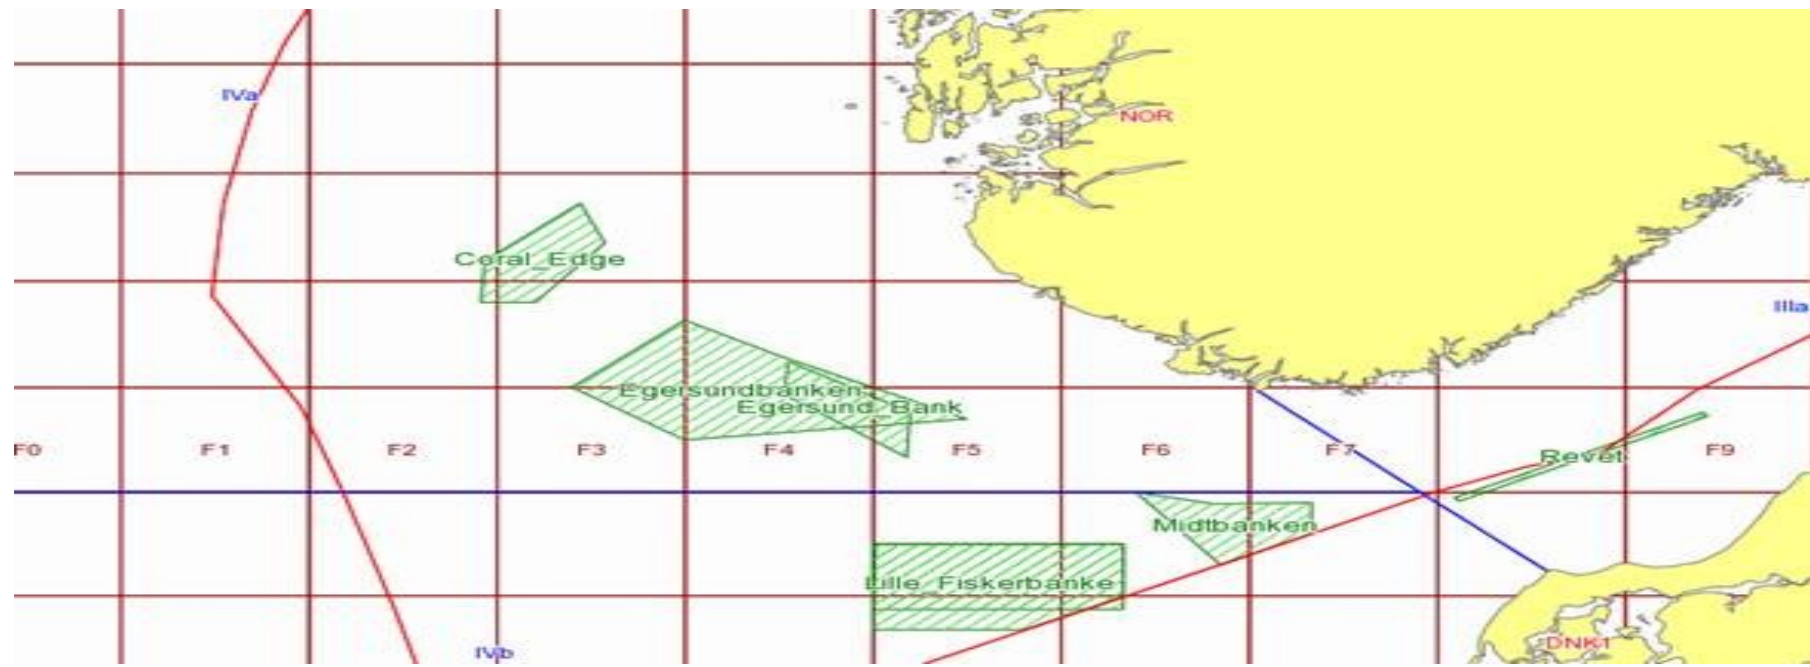 IVa
NOR
Coral_Edge
IIIa
Egersundbanken
Egersund_Bank
F0 F1 F2 F3 F4 F5 F6 F7 Revet F9
Midtbanken
Lille_Fiskerbanke
DNK1
IVb